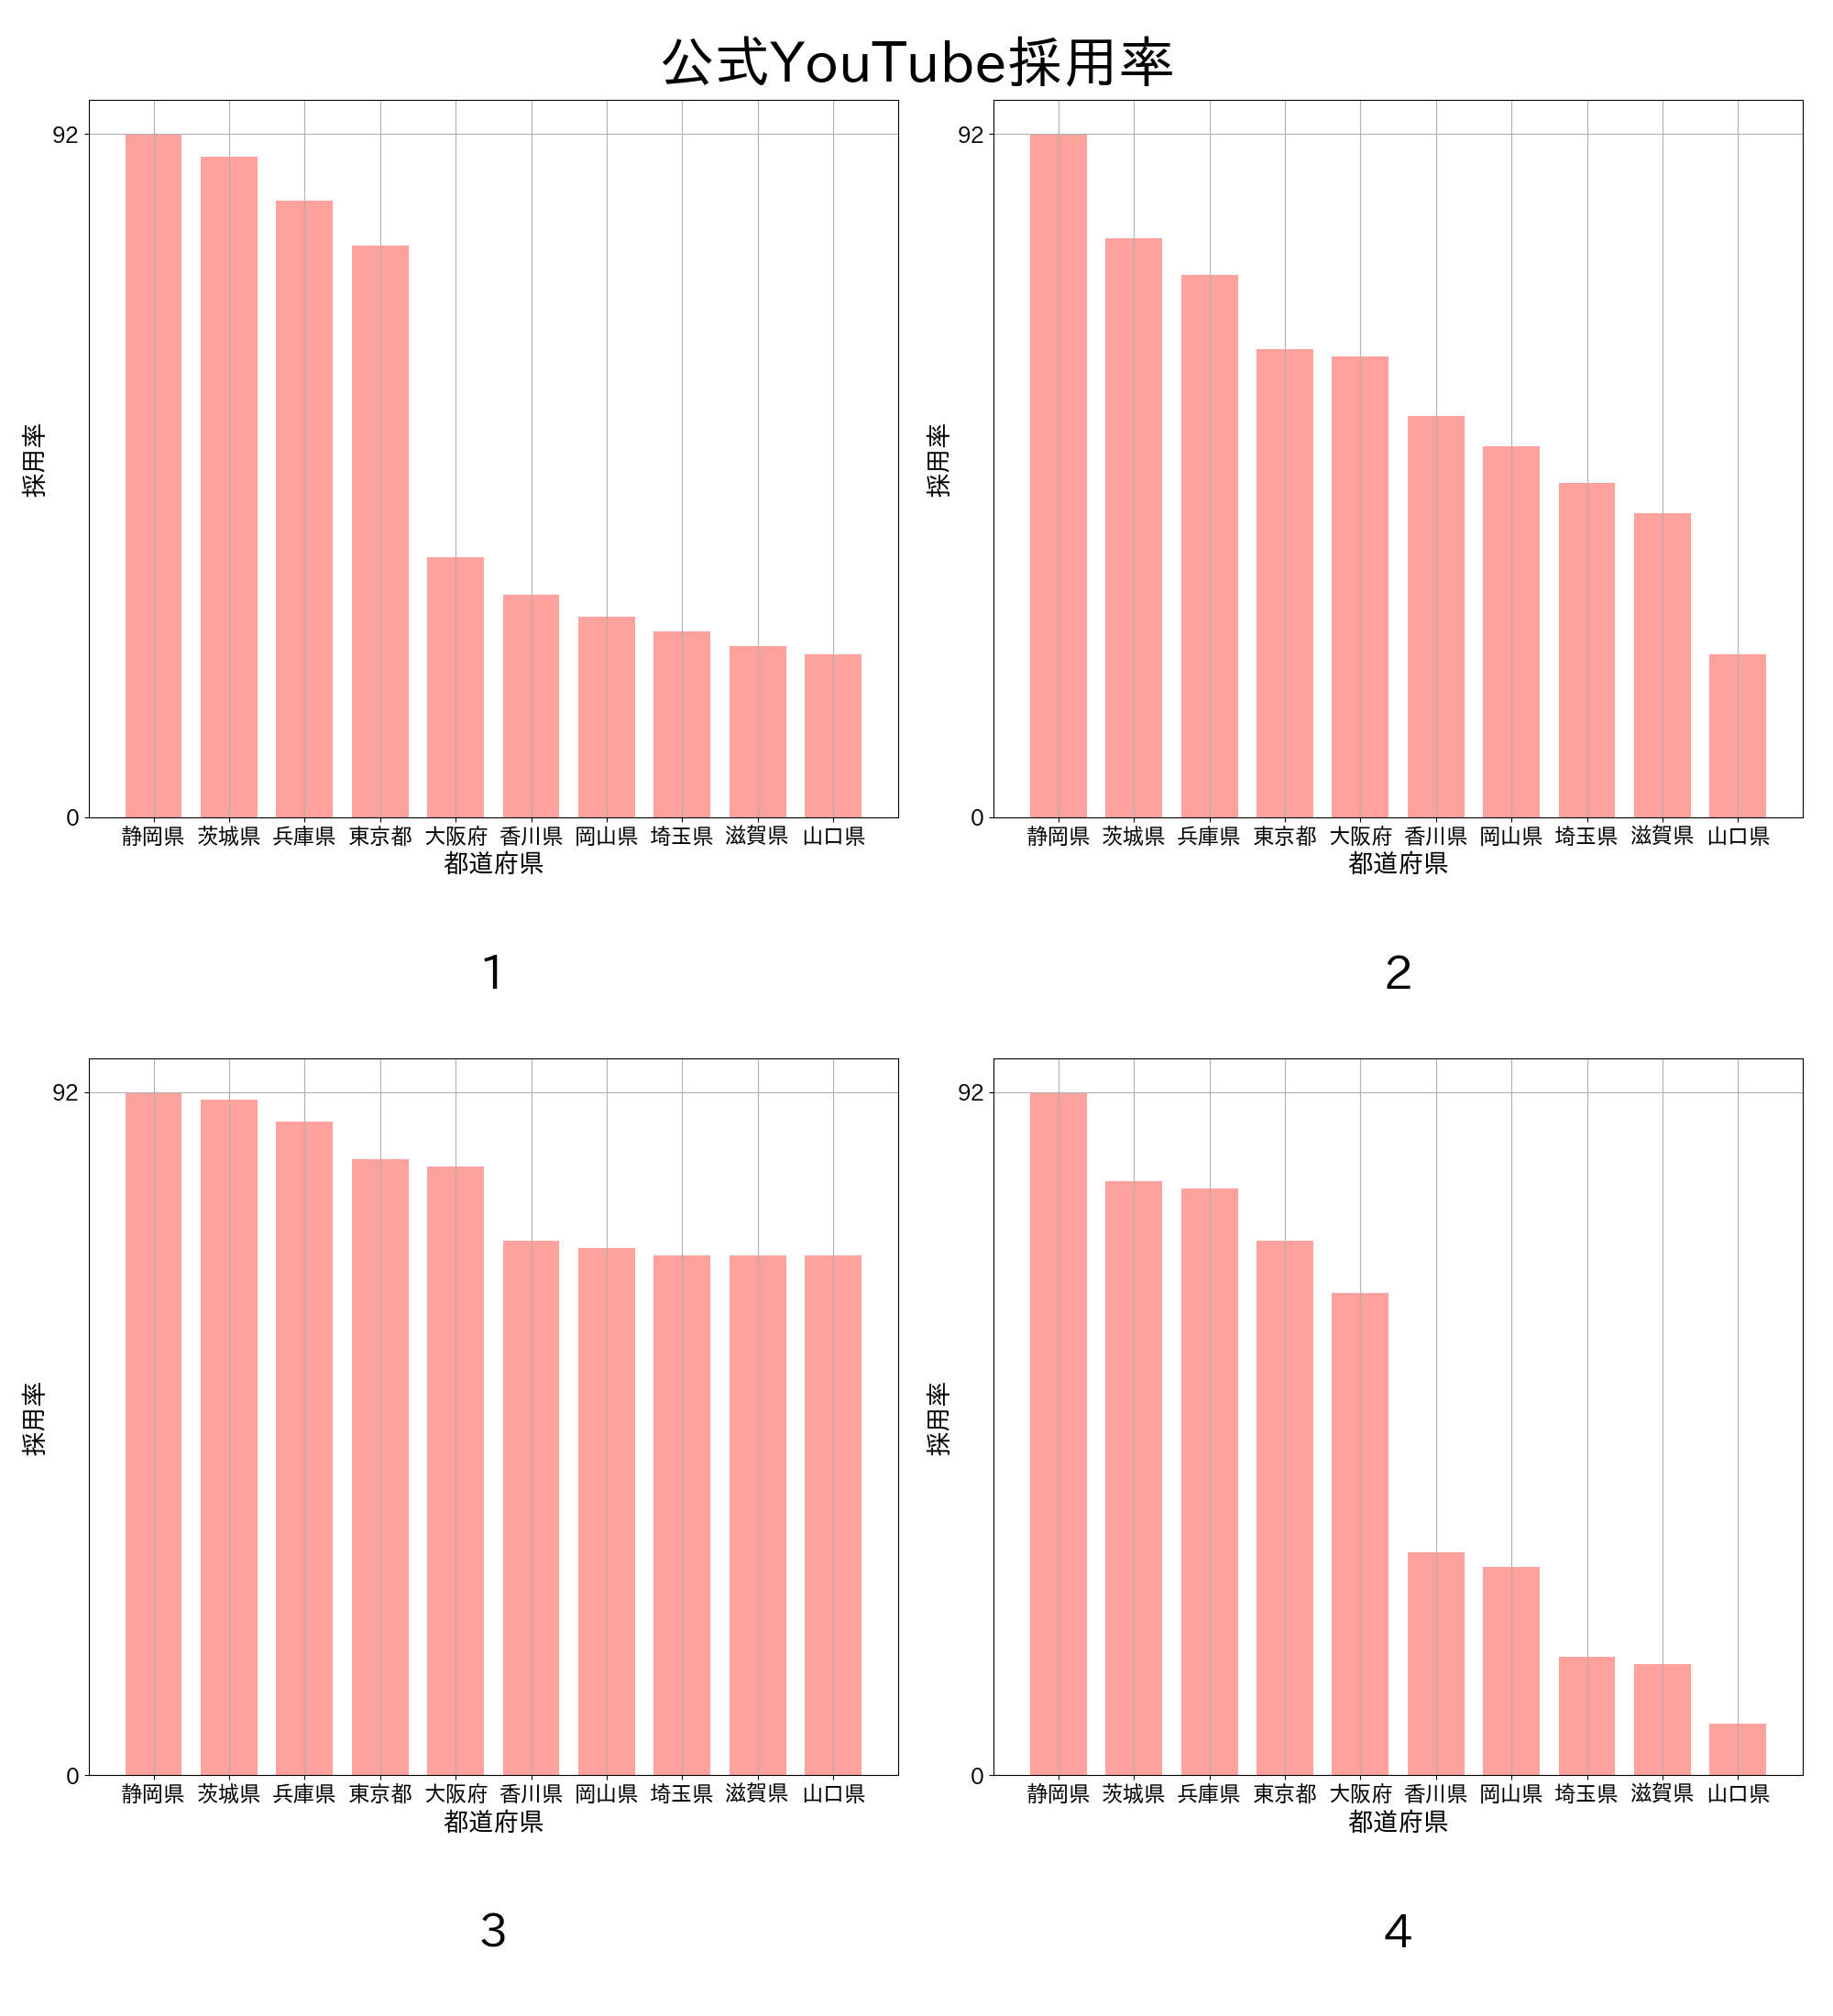 公式YouTube採用率
92
0
採用率
静岡県 茨城県 兵庫県 東京都 大阪府 香川県 岡山県 埼玉県 滋賀県 山口県
都道府県
1
92
0
採用率
静岡県 茨城県 兵庫県 東京都 大阪府 香川県 岡山県 埼玉県 滋賀県 山口県
都道府県
2
92
0
採用率
静岡県 茨城県 兵庫県 東京都 大阪府 香川県 岡山県 埼玉県 滋賀県 山口県
都道府県
3
92
0
採用率
静岡県 茨城県 兵庫県 東京都 大阪府 香川県 岡山県 埼玉県 滋賀県 山口県
都道府県
4